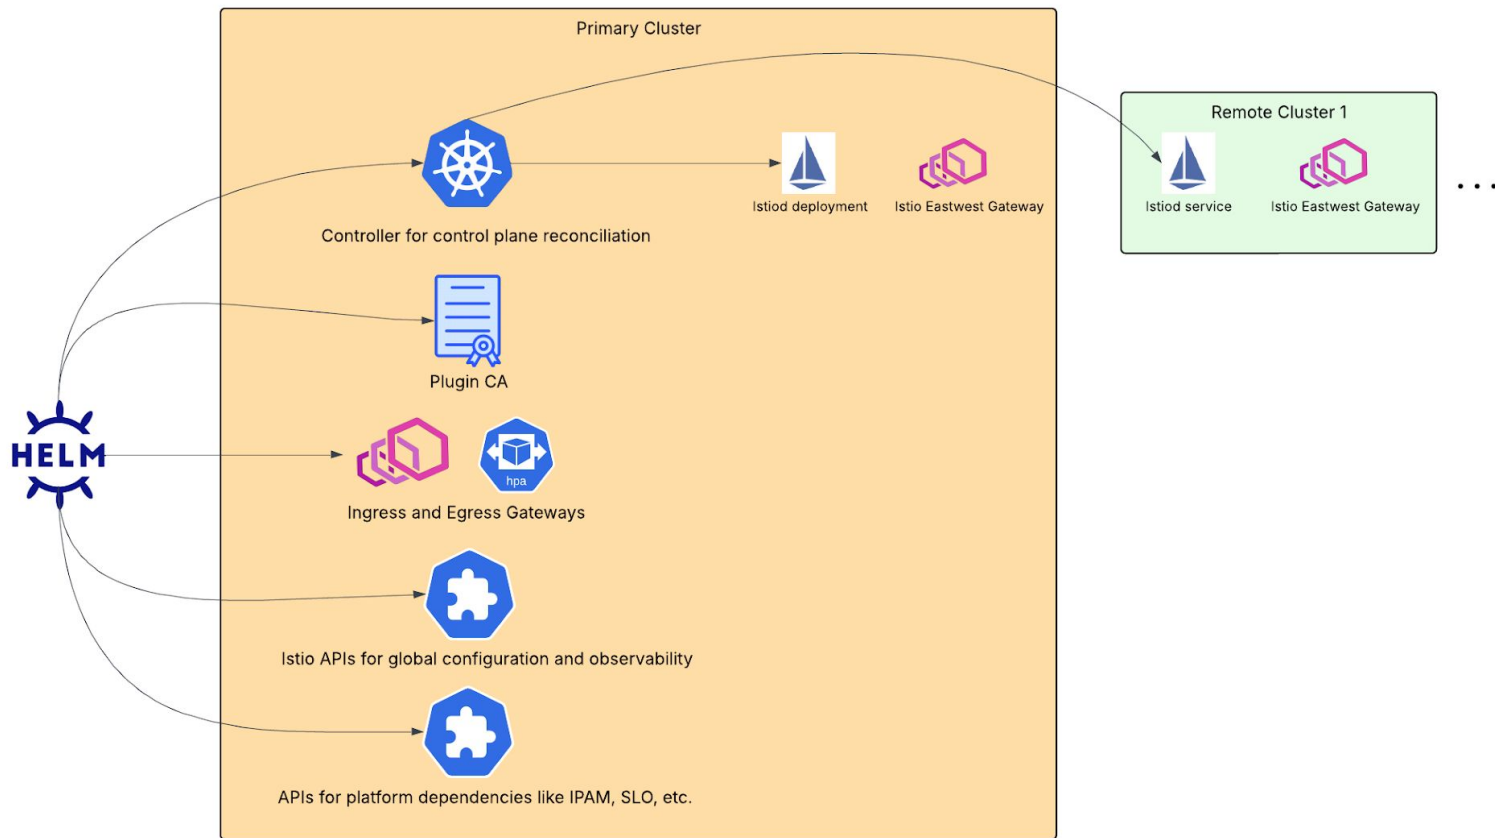 Primary Cluster
Remote Cluster 1
Istiod deployment
Istio Eastwest Gateway
Istiod service
Istio Eastwest Gateway
...
Controller for control plane reconciliation
Plugin CA
HELM
hpa
Ingress and Egress Gateways
Istio APIs for global configuration and observability
APIs for platform dependencies like IPAM, SLO, etc.